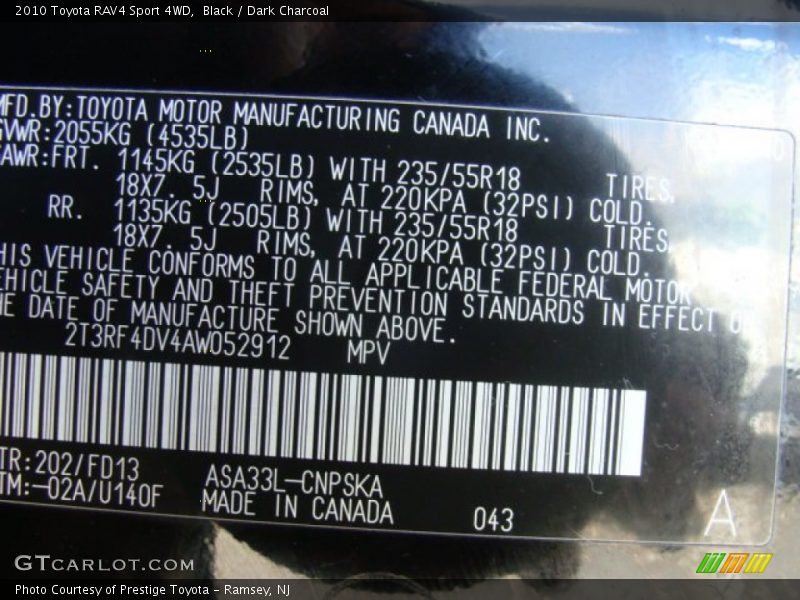 2010 Toyota RAV4 Sport 4WD, Black / Dark Charcoal
MFD.BY:TOYOTA MOTOR MANUFACTURING CANADA INC.
GVWR:2055KG (4535LB)
GAWR:FRT. 1145KG (2535LB) WITH 235/55R18 TIRES,
18X7. 5J RIMS, AT 220KPA (32PSI) COLD.
RR. 1135KG (2505LB) WITH 235/55R18 TIRES,
18X7. 5J RIMS, AT 220KPA (32PSI) COLD.
THIS VEHICLE CONFORMS TO ALL APPLICABLE FEDERAL MOTOR
VEHICLE SAFETY AND THEFT PREVENTION STANDARDS IN EFFECT
THE DATE OF MANUFACTURE SHOWN ABOVE.
2T3RF4DV4AW052912 MPV
TR:202/FD13
TM:-02A/U140F
ASA33L-CNPSKA
MADE IN CANADA
043
A
GTCARLOT.COM
Photo Courtesy of Prestige Toyota - Ramsey, NJ